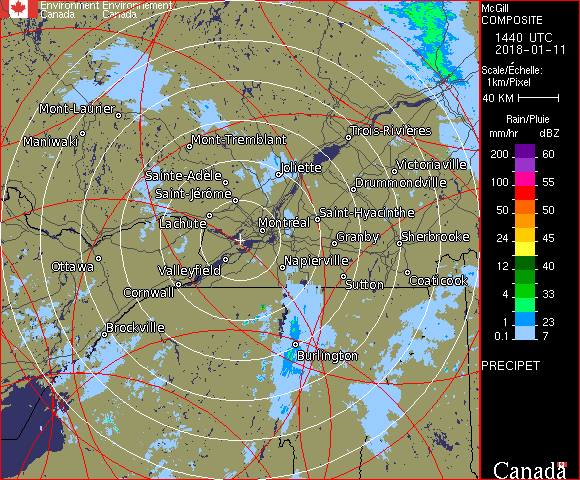 Environment Environnement
Canada Canada
McGill
COMPOSITE
1440 UTC
2018-01-11
Scale/Échelle:
1km/Pixel
40 KM
Rain/Pluie
mm/hr dBZ
200 60
100 55
50 50
24 45
12 40
4 33
1 23
0.1 7
PRECIPET
Canada
Mont-Laurier
Maniwaki
Mont-Tremblant
Trois-Rivières
Joliette
Victoriaville
Sainte-Adèle
Drummondville
Saint-Jérôme
Saint-Hyacinthe
Lachute
Montréal
Granby
Sherbrooke
Ottawa
Valleyfield
Napierville
Cornwall
Sutton
Coaticook
Brockville
Burlington